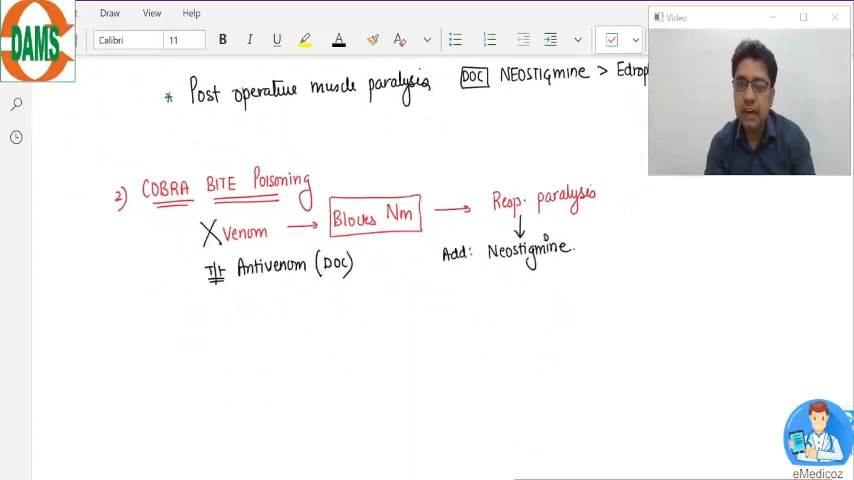 DAMS
Draw View Help
Video
Calibri 11 B I U A
* Post operative muscle paralysis DOC NEOSTIGMINE > Edrop
2) COBRA BITE Poisoning
Venom → Blocks Nm → Resp. paralysis
Add: Neostigmine.
T/t Antivenom (DOC)
eMedicoz